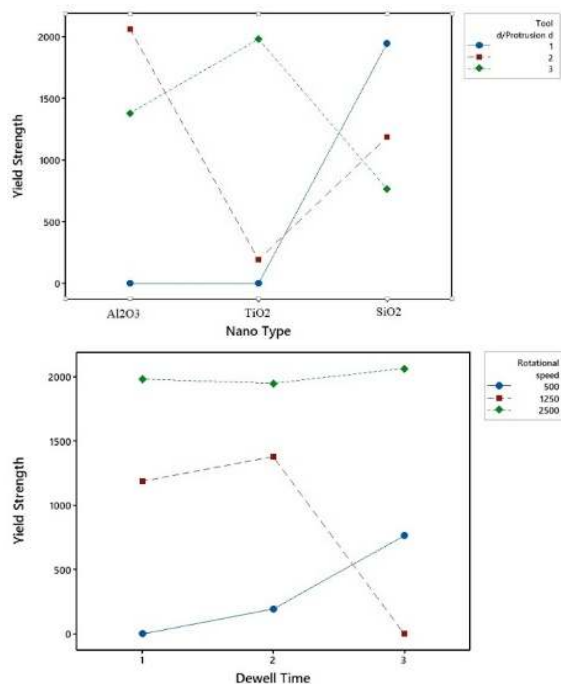 Tool
d/Protrusion d
1
2
3
2000
1500
1000
500
0
Yield Strength
Al2O3 TiO2 SiO2
Nano Type
Rotational
speed
500
1250
2500
2000
1500
1000
500
0
Yield Strength
1 2 3
Dewell Time